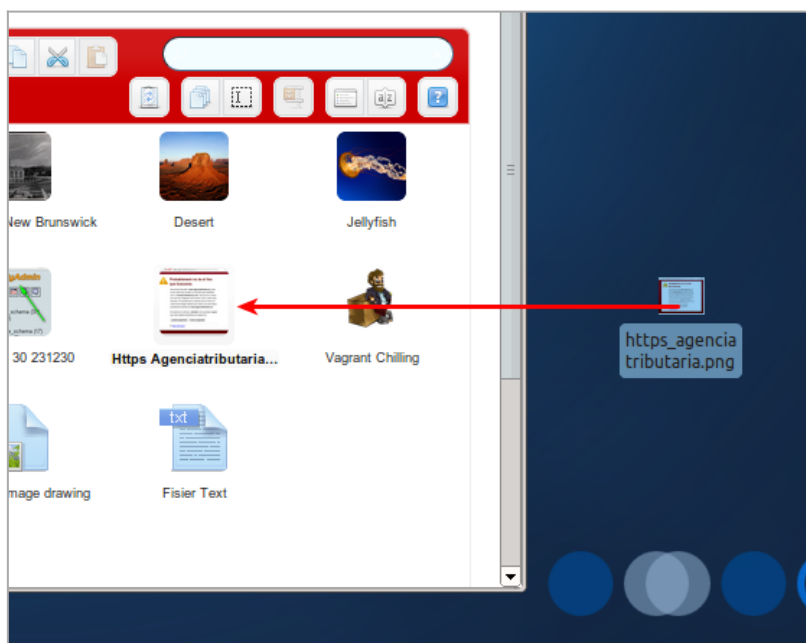 New Brunswick
Desert
Jellyfish
30 231230
Https Agenciatributaria...
Vagrant Chilling
https_agencia
tributaria.png
txt
mage drawing
Fisier Text